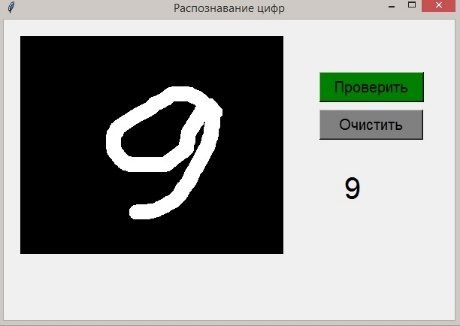 Распознавание цифр
9
Проверить
Очистить
9